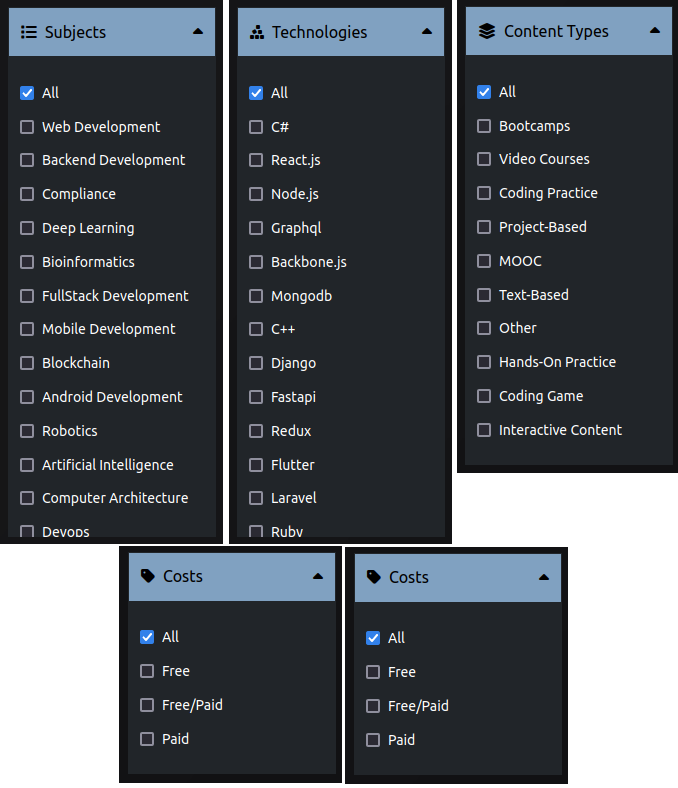 Subjects
All
Web Development
Backend Development
Compliance
Deep Learning
Bioinformatics
FullStack Development
Mobile Development
Blockchain
Android Development
Robotics
Artificial Intelligence
Computer Architecture
Devops
Technologies
All
C#
React.js
Node.js
Graphql
Backbone.js
Mongodb
C++
Django
Fastapi
Redux
Flutter
Laravel
Ruby
Content Types
All
Bootcamps
Video Courses
Coding Practice
Project-Based
MOOC
Text-Based
Other
Hands-On Practice
Coding Game
Interactive Content
Costs
All
Free
Free/Paid
Paid
Costs
All
Free
Free/Paid
Paid